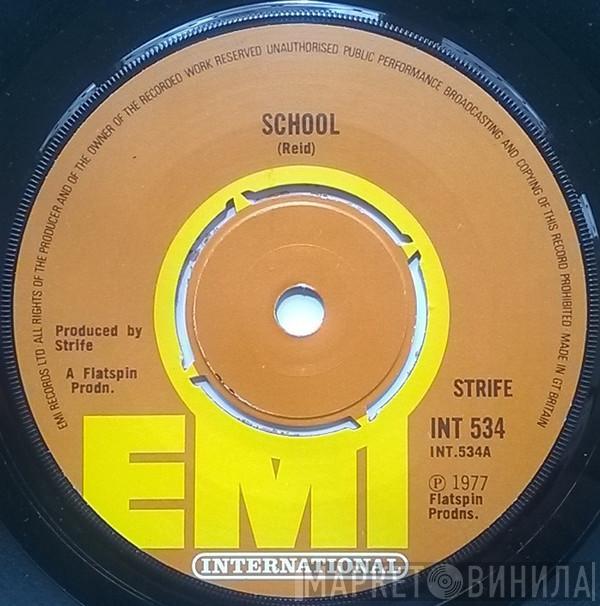 EMI RECORDS LTD ALL RIGHTS OF THE PRODUCER AND OF THE OWNER OF THE RECORDED WORK RESERVED UNAUTHORISED PUBLIC PERFORMANCE BROADCASTING AND COPYING OF THIS RECORD PROHIBITED MADE IN GT BRITAIN
SCHOOL
(Reid)
Produced by
Strife
A Flatspin
Prodn.
STRIFE
INT 534
INT.534A
℗ 1977
Flatspin
Prodns.
EMI
INTERNATIONAL
МАРКЕТОВИНИЛА!